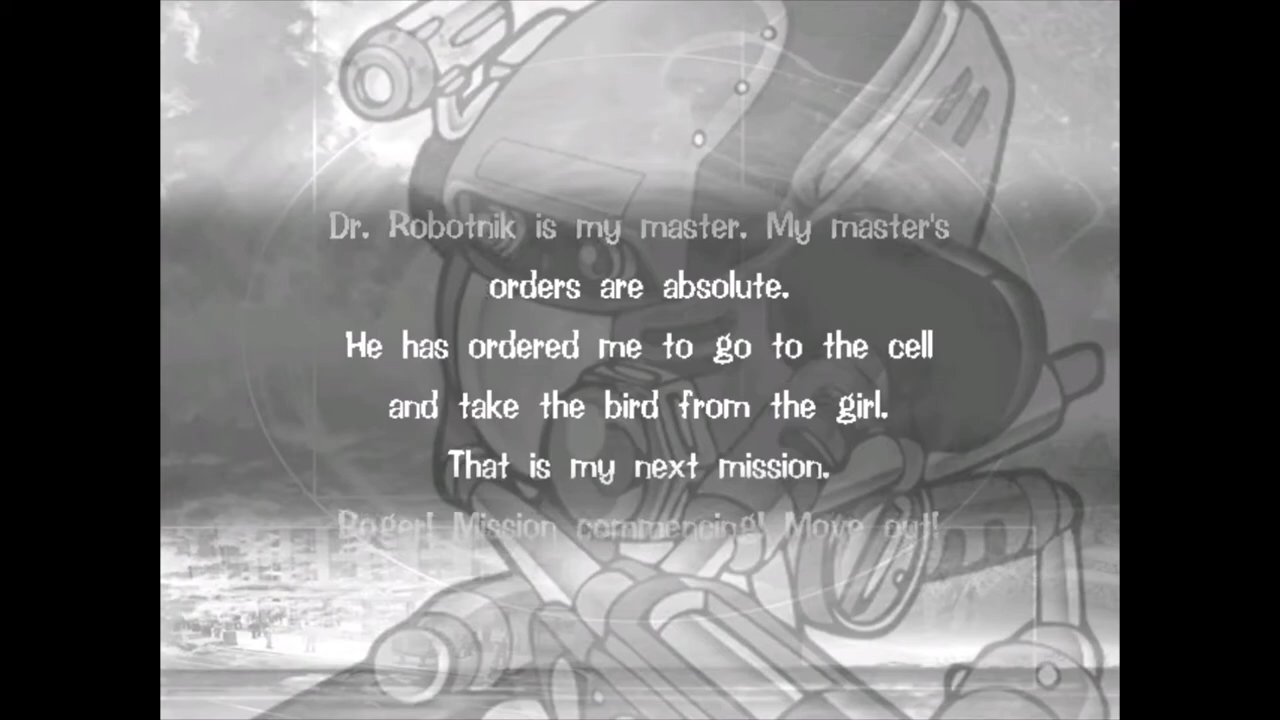 Dr. Robotnik is my master. My master's
orders are absolute.
He has ordered me to go to the cell
and take the bird from the girl.
That is my next mission.
Roger! Mission commencing! Move out!